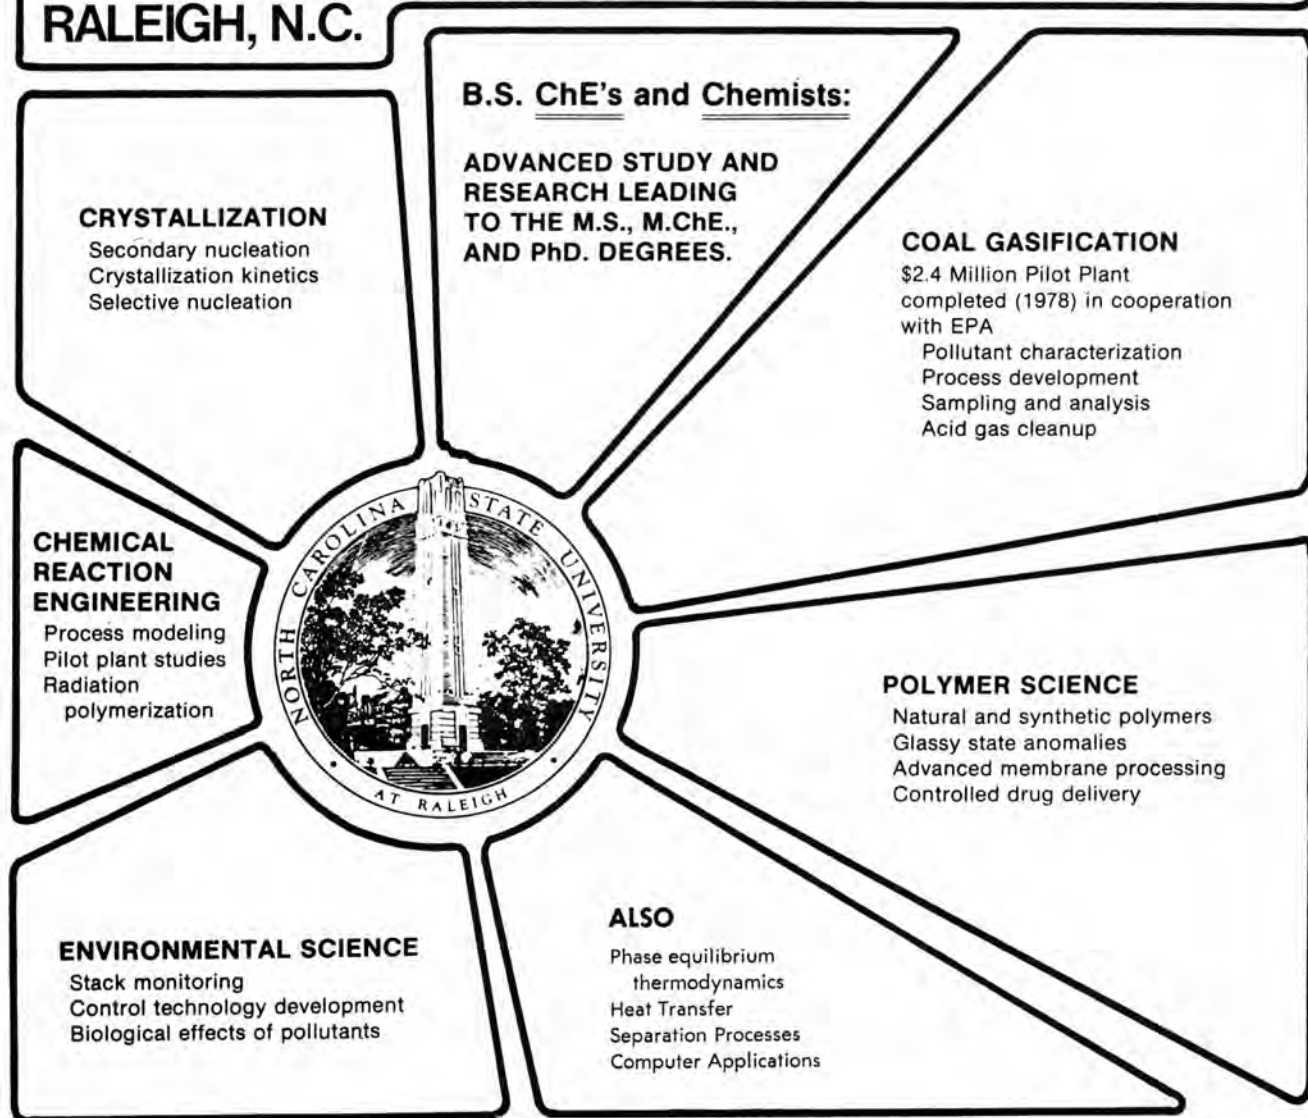 RALEIGH, N.C.
B.S. ChE's and Chemists:
ADVANCED STUDY AND
RESEARCH LEADING
TO THE M.S., M.ChE.,
AND PhD. DEGREES.
CRYSTALLIZATION
Secondary nucleation
Crystallization kinetics
Selective nucleation
COAL GASIFICATION
$2.4 Million Pilot Plant
completed (1978) in cooperation
with EPA
Pollutant characterization
Process development
Sampling and analysis
Acid gas cleanup
CHEMICAL
REACTION
ENGINEERING
Process modeling
Pilot plant studies
Radiation
polymerization
NORTH CAROLINA STATE UNIVERSITY
• AT RALEIGH •
POLYMER SCIENCE
Natural and synthetic polymers
Glassy state anomalies
Advanced membrane processing
Controlled drug delivery
ENVIRONMENTAL SCIENCE
Stack monitoring
Control technology development
Biological effects of pollutants
ALSO
Phase equilibrium
thermodynamics
Heat Transfer
Separation Processes
Computer Applications